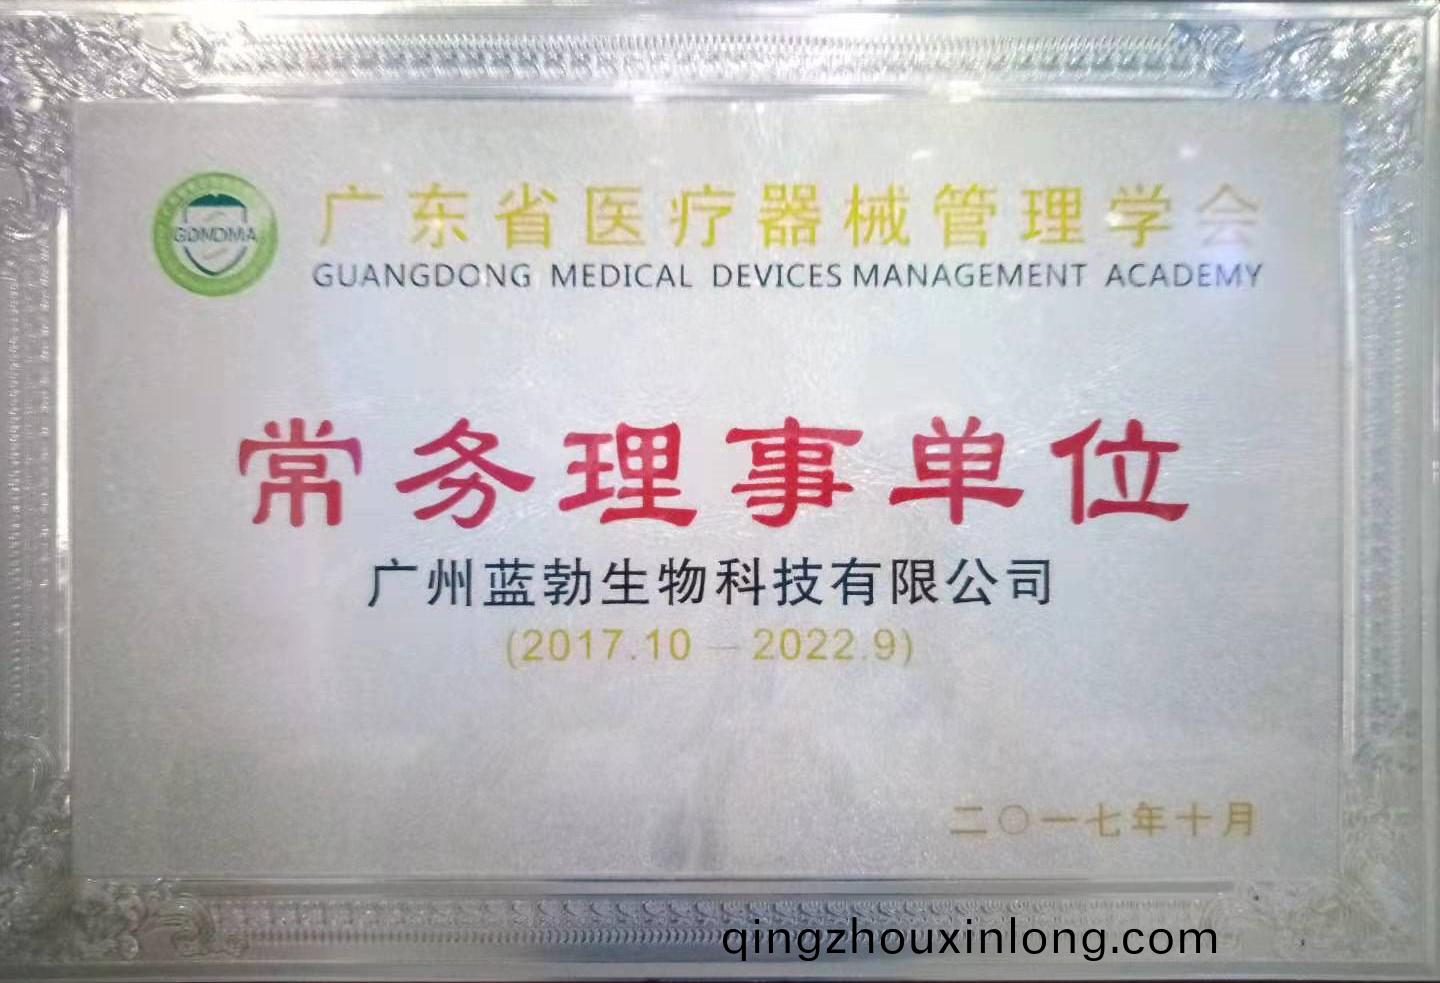 GDMDMA
广东省医疗器械管理学会
GUANGDONG MEDICAL DEVICES MANAGEMENT ACADEMY
常务理事单位
广州蓝勃生物科技有限公司
(2017.10 — 2022.9)
二〇一七年十月
qingzhouxinlong.com